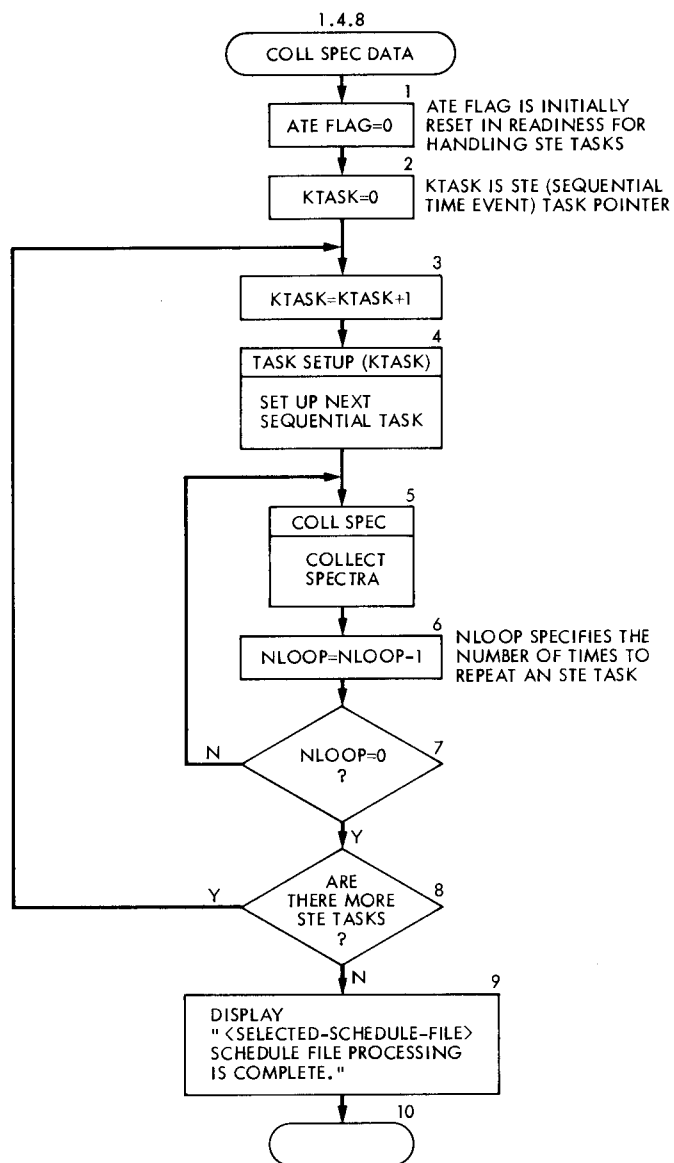 1.4.8
COLL SPEC DATA
1
ATE FLAG=0
ATE FLAG IS INITIALLY
RESET IN READINESS FOR
HANDLING STE TASKS
2
KTASK=0
KTASK IS STE (SEQUENTIAL
TIME EVENT) TASK POINTER
3
KTASK=KTASK+1
4
TASK SETUP (KTASK)
SET UP NEXT
SEQUENTIAL TASK
5
COLL SPEC
COLLECT
SPECTRA
6
NLOOP=NLOOP-1
NLOOP SPECIFIES THE
NUMBER OF TIMES TO
REPEAT AN STE TASK
7
NLOOP=0
?
N
Y
8
ARE
THERE MORE
STE TASKS
?
Y
N
9
DISPLAY
"<SELECTED-SCHEDULE-FILE>
SCHEDULE FILE PROCESSING
IS COMPLETE."
10